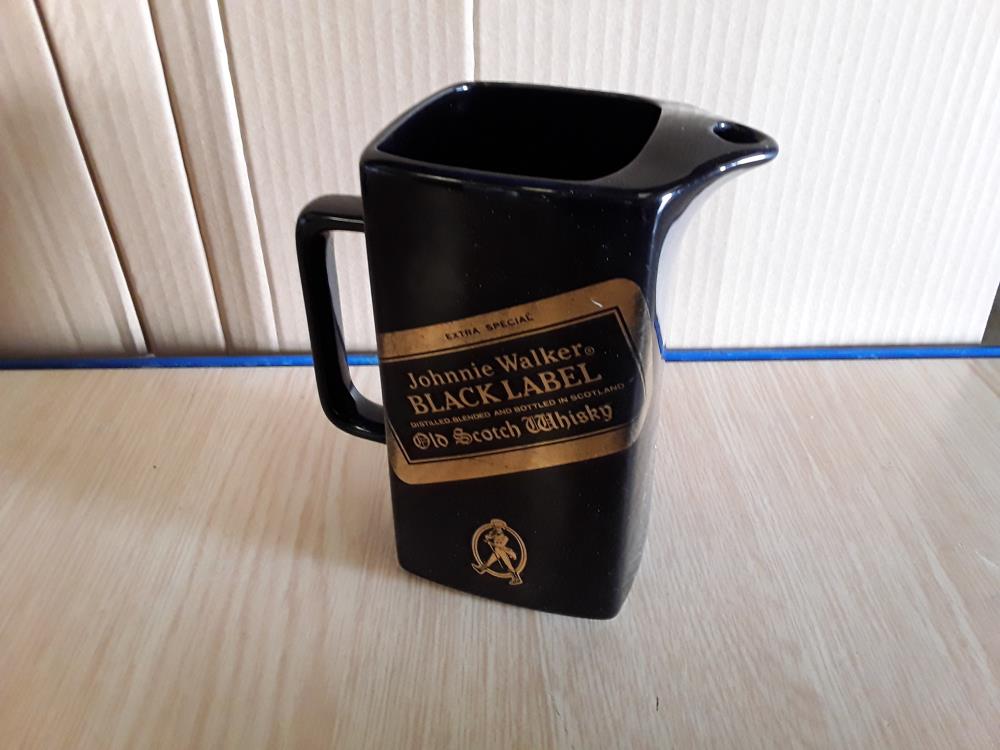 EXTRA SPECIAL
Johnnie Walker®
BLACK LABEL
DISTILLED, BLENDED AND BOTTLED IN SCOTLAND
Old Scotch Whisky